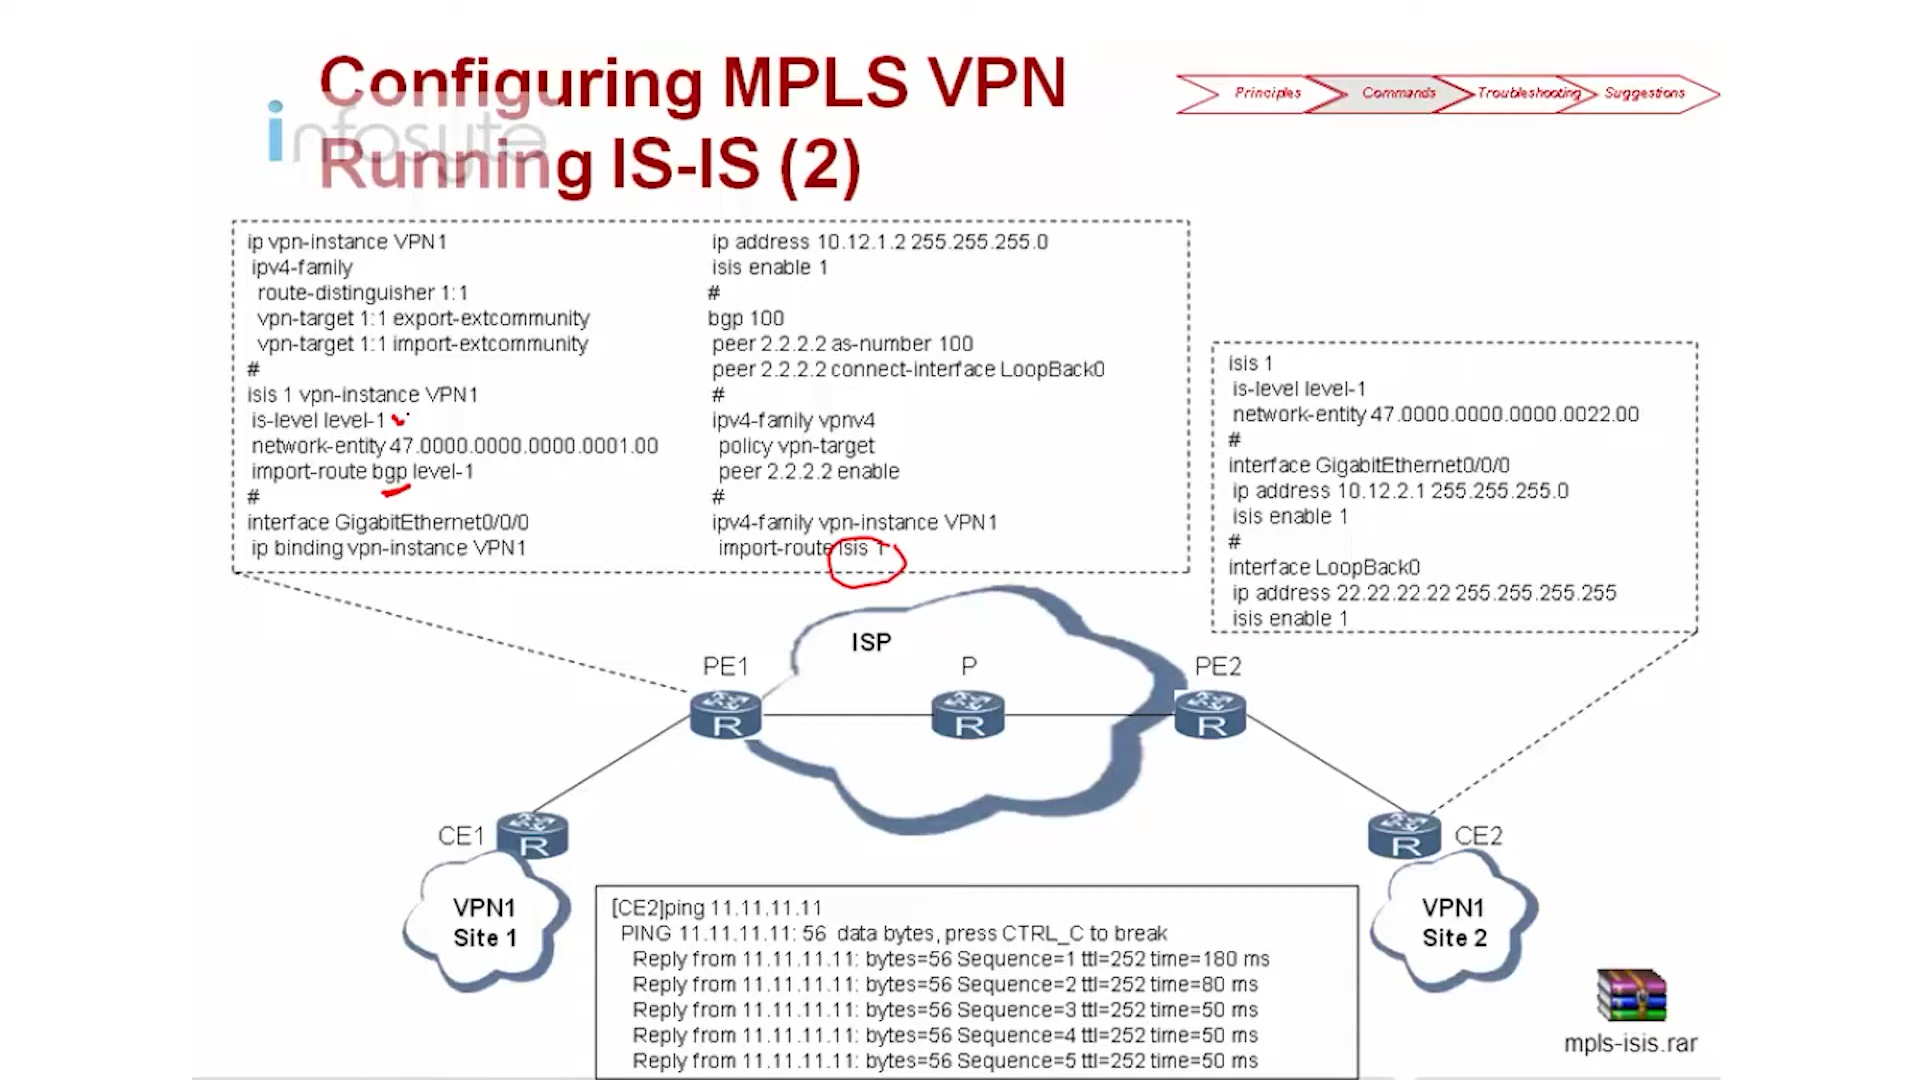 Configuring MPLS VPN
Running IS-IS (2)
infosyte
Principles
Commands
Troubleshooting
Suggestions
ip vpn-instance VPN1
ipv4-family
route-distinguisher 1:1
vpn-target 1:1 export-extcommunity
vpn-target 1:1 import-extcommunity
#
isis 1 vpn-instance VPN1
is-level level-1
network-entity 47.0000.0000.0000.0001.00
import-route bgp level-1
#
interface GigabitEthernet0/0/0
ip binding vpn-instance VPN1
ip address 10.12.1.2 255.255.255.0
isis enable 1
#
bgp 100
peer 2.2.2.2 as-number 100
peer 2.2.2.2 connect-interface LoopBack0
#
ipv4-family vpnv4
policy vpn-target
peer 2.2.2.2 enable
#
ipv4-family vpn-instance VPN1
import-route isis 1
isis 1
is-level level-1
network-entity 47.0000.0000.0000.0022.00
#
interface GigabitEthernet0/0/0
ip address 10.12.2.1 255.255.255.0
isis enable 1
#
interface LoopBack0
ip address 22.22.22.22 255.255.255.255
isis enable 1
ISP
PE1
P
PE2
R
R
R
CE1
R
R
CE2
VPN1
Site 1
VPN1
Site 2
[CE2]ping 11.11.11.11
PING 11.11.11.11: 56 data bytes, press CTRL_C to break
Reply from 11.11.11.11: bytes=56 Sequence=1 ttl=252 time=180 ms
Reply from 11.11.11.11: bytes=56 Sequence=2 ttl=252 time=80 ms
Reply from 11.11.11.11: bytes=56 Sequence=3 ttl=252 time=50 ms
Reply from 11.11.11.11: bytes=56 Sequence=4 ttl=252 time=50 ms
Reply from 11.11.11.11: bytes=56 Sequence=5 ttl=252 time=50 ms
mpls-isis.rar